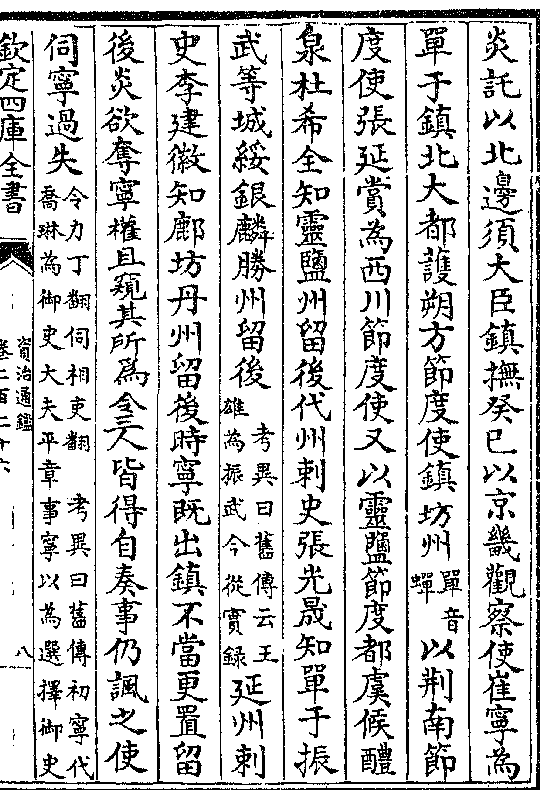 炎託以北邊須大臣鎮撫癸巳以京畿觀察使崔寧為
單于鎮北大都護朔方節度使鎮坊州單音蟬以荆南節
度使張延賞為西川節度使又以靈鹽節度都虞候醴
泉杜希全知靈鹽州留後代州刺史張光晟知單于振
武等城綏銀麟勝州留後考異曰舊傳云王雄為振武今從實録延州刺
史李建徽知鄜坊丹州留後時寧既出鎮不當更置留
後炎欲奪寧權且窺其所為令三人皆得自奏事仍諷之使
伺寧過失令力丁翻伺相吏翻 考異曰舊傳初寧代喬琳為御史大夫平章事寧以為選擇御史
欽定四庫全書
資治通鑑
卷二百二十六
八